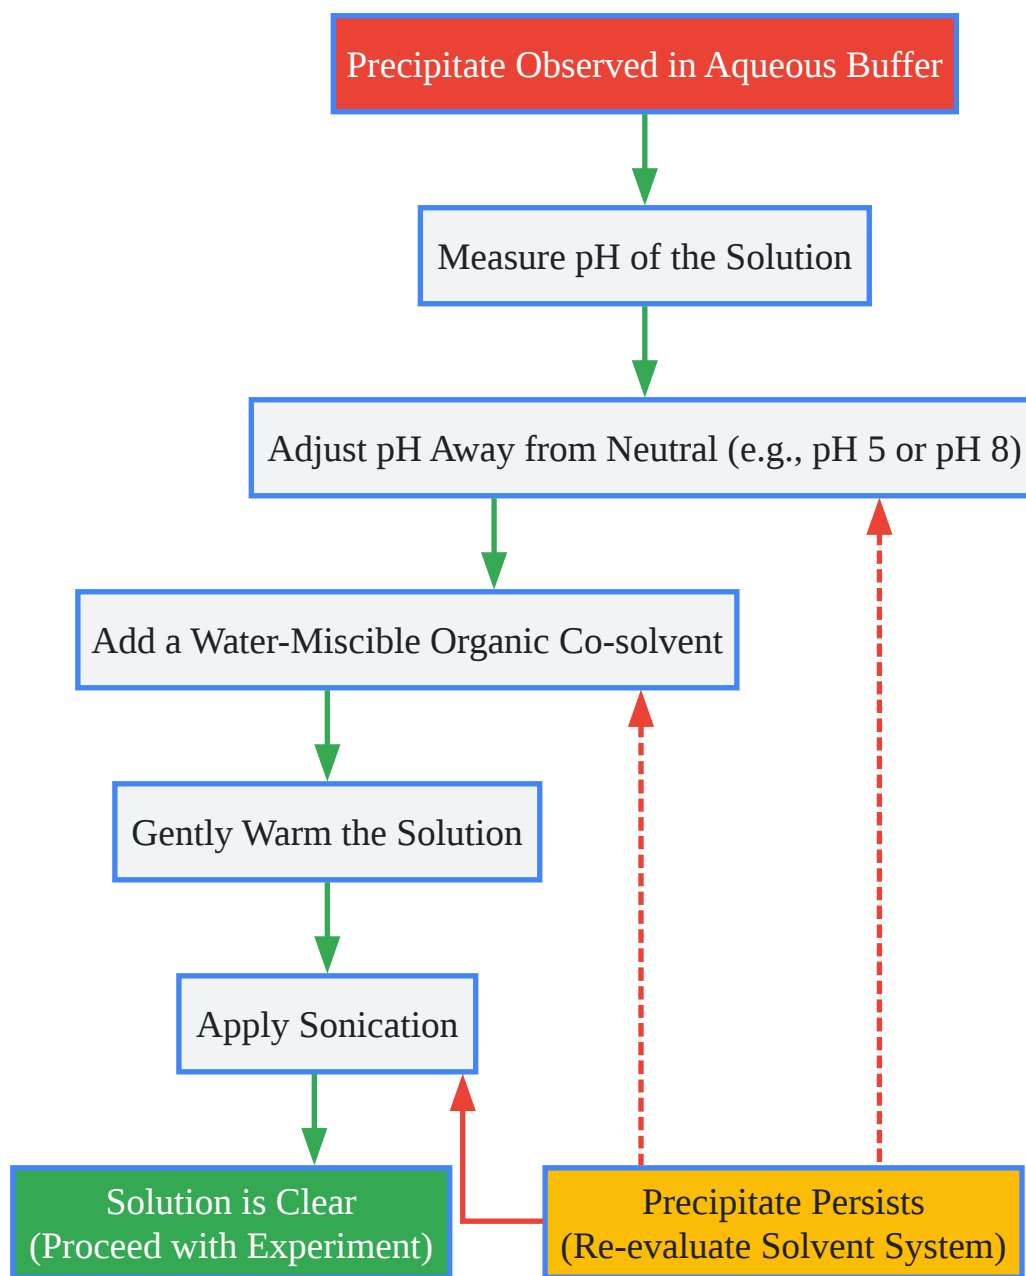 Precipitate Observed in Aqueous Buffer
Measure pH of the Solution
Adjust pH Away from Neutral (e.g., pH 5 or pH 8)
Add a Water-Miscible Organic Co-solvent
Gently Warm the Solution
Apply Sonication
Solution is Clear
(Proceed with Experiment)
Precipitate Persists
(Re-evaluate Solvent System)